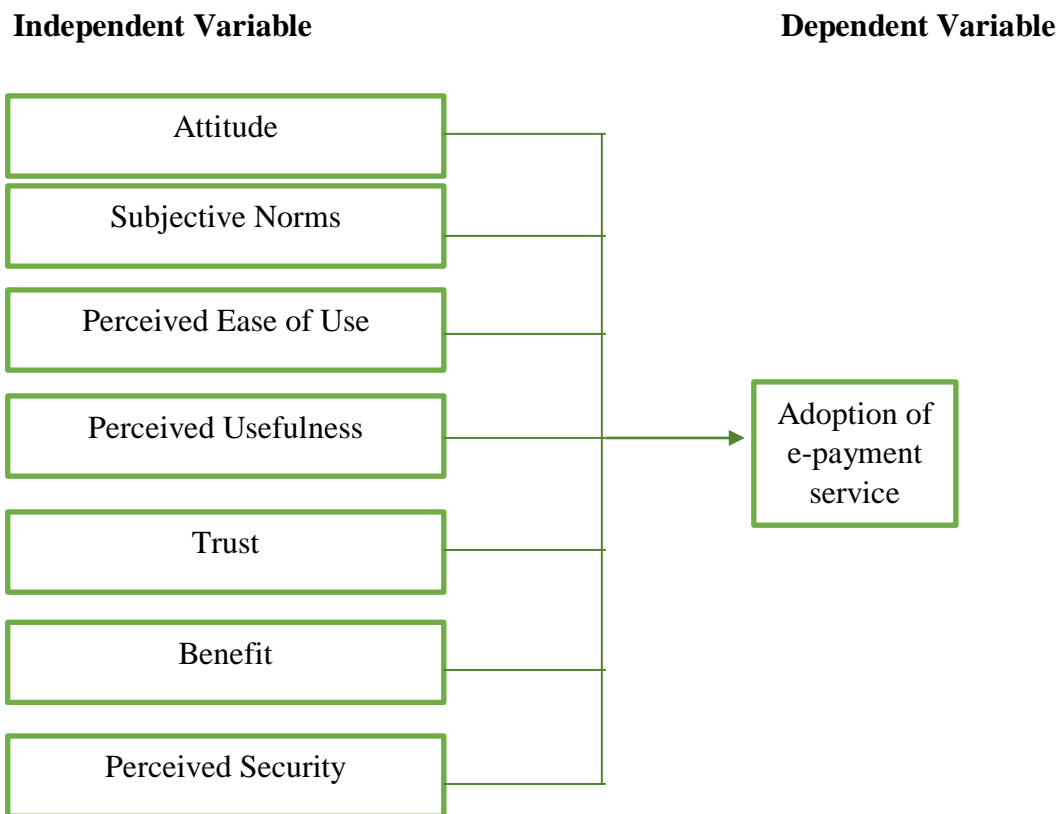 Independent Variable
Dependent Variable
Attitude
Subjective Norms
Perceived Ease of Use
Perceived Usefulness
Trust
Benefit
Perceived Security
Adoption of
e-payment
service